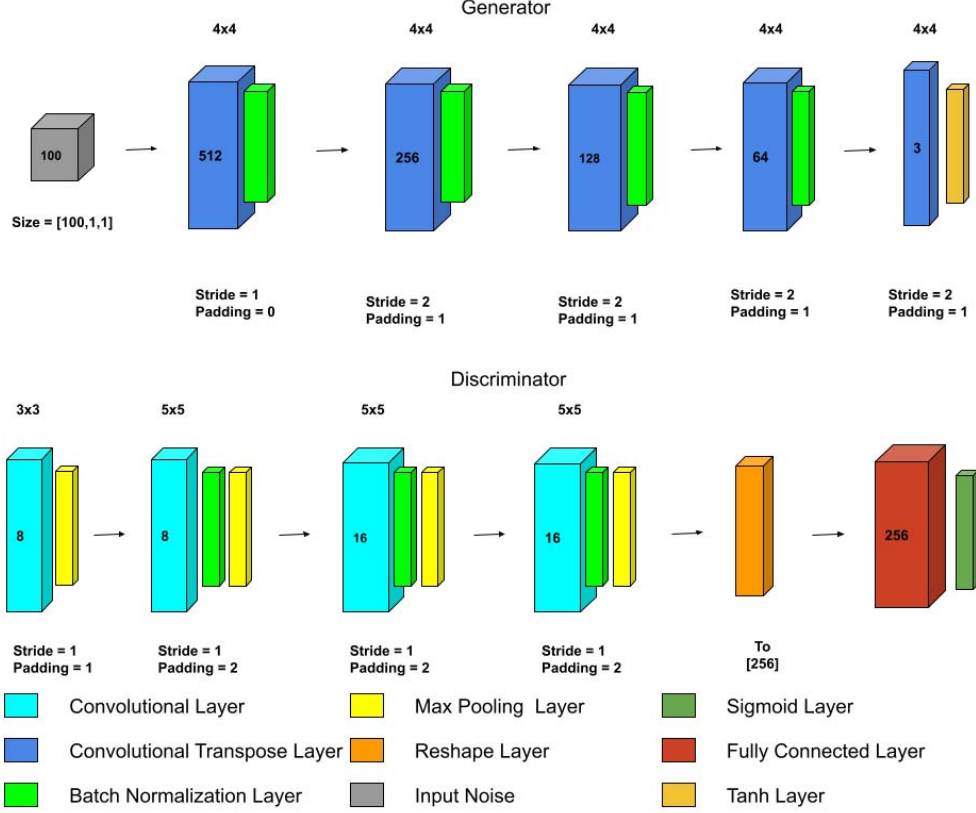 Generator
4x4 4x4 4x4 4x4 4x4
100 512 256 128 64 3
Size = [100,1,1]
Stride = 1 Stride = 2 Stride = 2 Stride = 2 Stride = 2
Padding = 0 Padding = 1 Padding = 1 Padding = 1 Padding = 1
Discriminator
3x3 5x5 5x5 5x5
8 8 16 16 256
Stride = 1 Stride = 1 Stride = 1 Stride = 1 To
Padding = 1 Padding = 2 Padding = 2 Padding = 2 [256]
Convolutional Layer Max Pooling Layer Sigmoid Layer
Convolutional Transpose Layer Reshape Layer Fully Connected Layer
Batch Normalization Layer Input Noise Tanh Layer